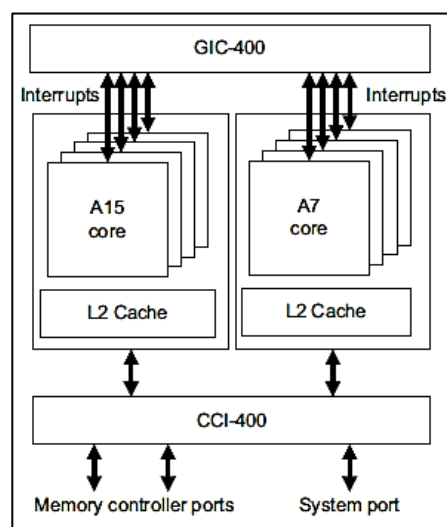 GIC-400
Interrupts
Interrupts
A15
core
A7
core
L2 Cache
L2 Cache
CCI-400
Memory controller ports
System port